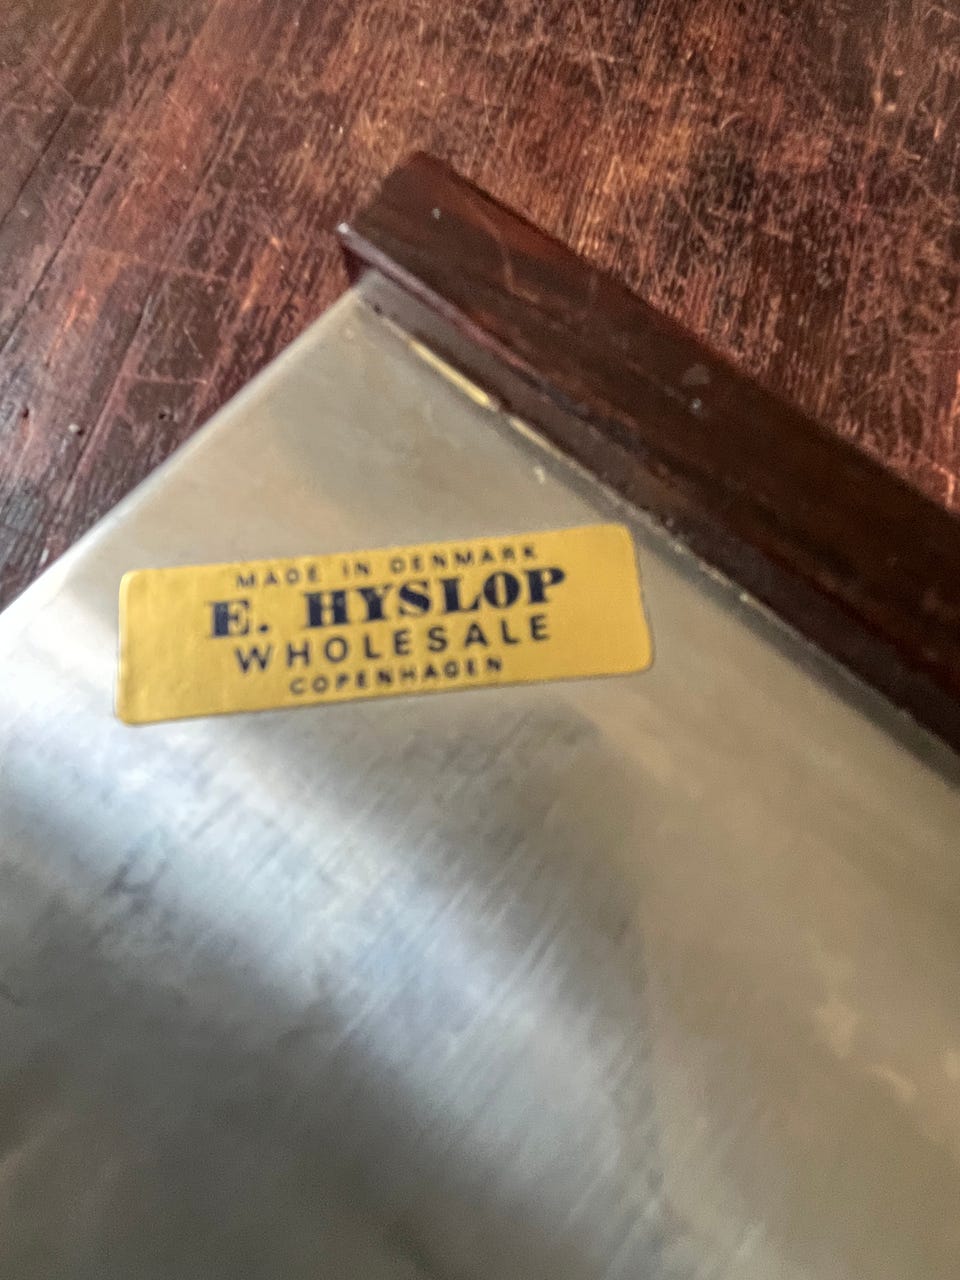 MADE IN DENMARK
E. HYSLOP
WHOLESALE
COPENHAGEN